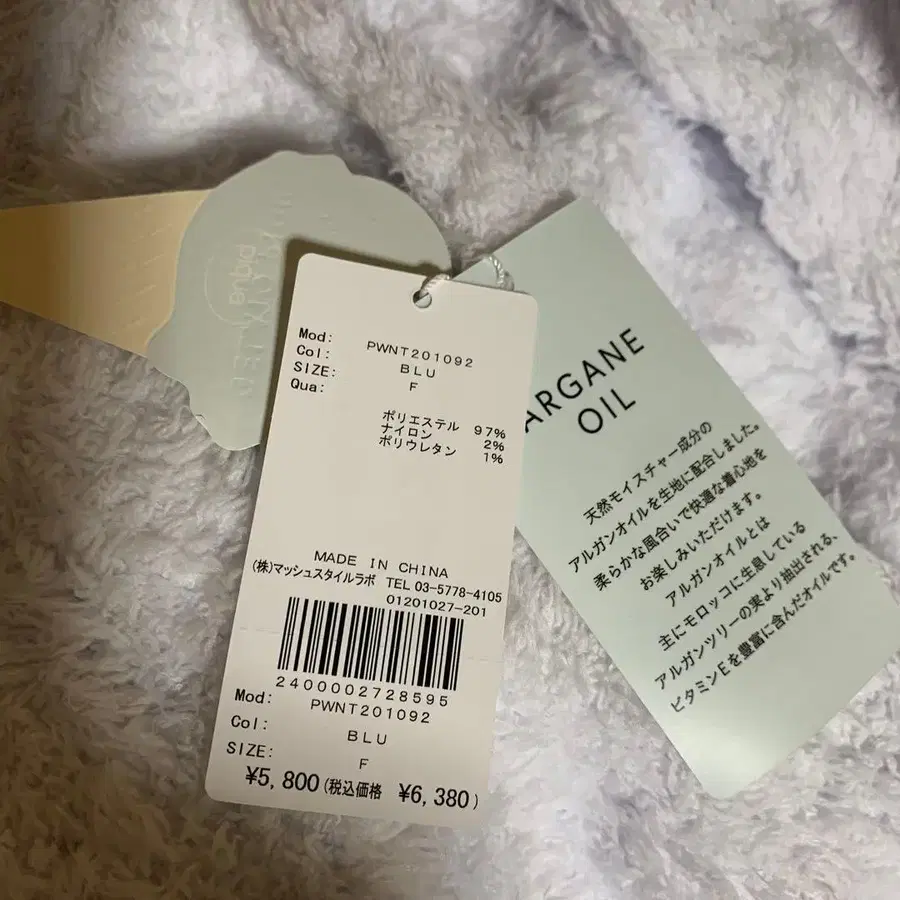 Mod: PWNT201092
Col: BLU
SIZE: F
Qua:
ポリエステル 97%
ナイロン 2%
ポリウレタン 1%
MADE IN CHINA
(株)マッシュスタイルラボ TEL 03-5778-4105
01201027-201
2400002728595
Mod: PWNT201092
Col: BLU
SIZE: F
¥5,800(税込価格 ¥6,380)
ARGANE
OIL
天然モイスチャー成分の
アルガンオイルを生地に配合しました。
柔らかな風合いで快適な着心地を
お楽しみいただけます。
アルガンオイルとは
主にモロッコに生息している
アルガンツリーの実より抽出される、
ビタミンEを豊富に含んだオイルです。
pique